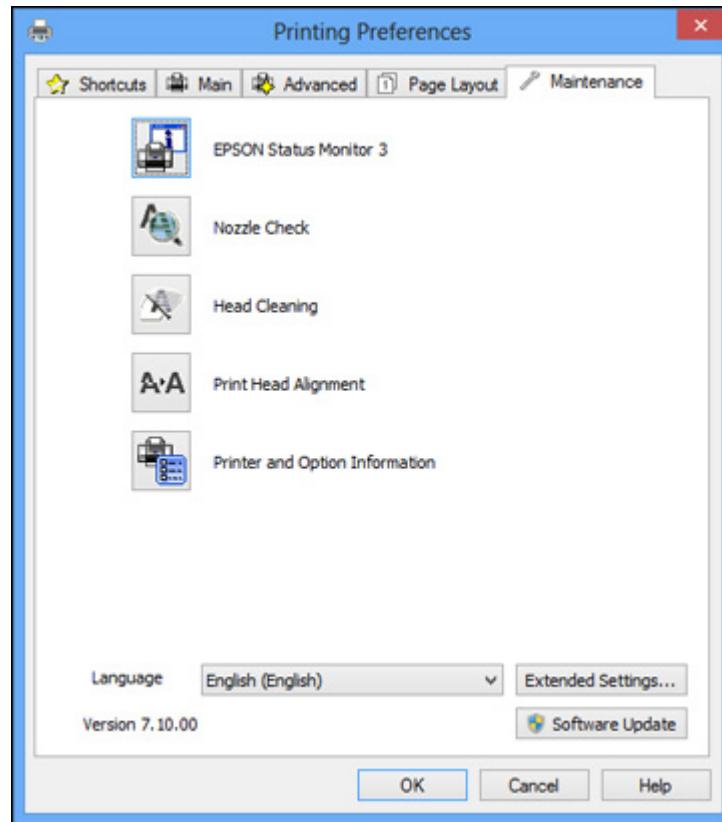 Printing Preferences
Shortcuts Main Advanced 1 Page Layout Maintenance
EPSON Status Monitor 3
Nozzle Check
Head Cleaning
A·A Print Head Alignment
Printer and Option Information
Language English (English) Extended Settings...
Version 7.10.00 Software Update
OK Cancel Help